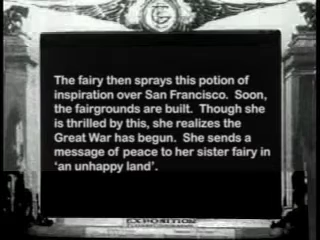 The fairy then sprays this potion of
inspiration over San Francisco. Soon,
the fairgrounds are built. Though she
is thrilled by this, she realizes the
Great War has begun. She sends a
message of peace to her sister fairy in
‘an unhappy land’.
EXPOSITION